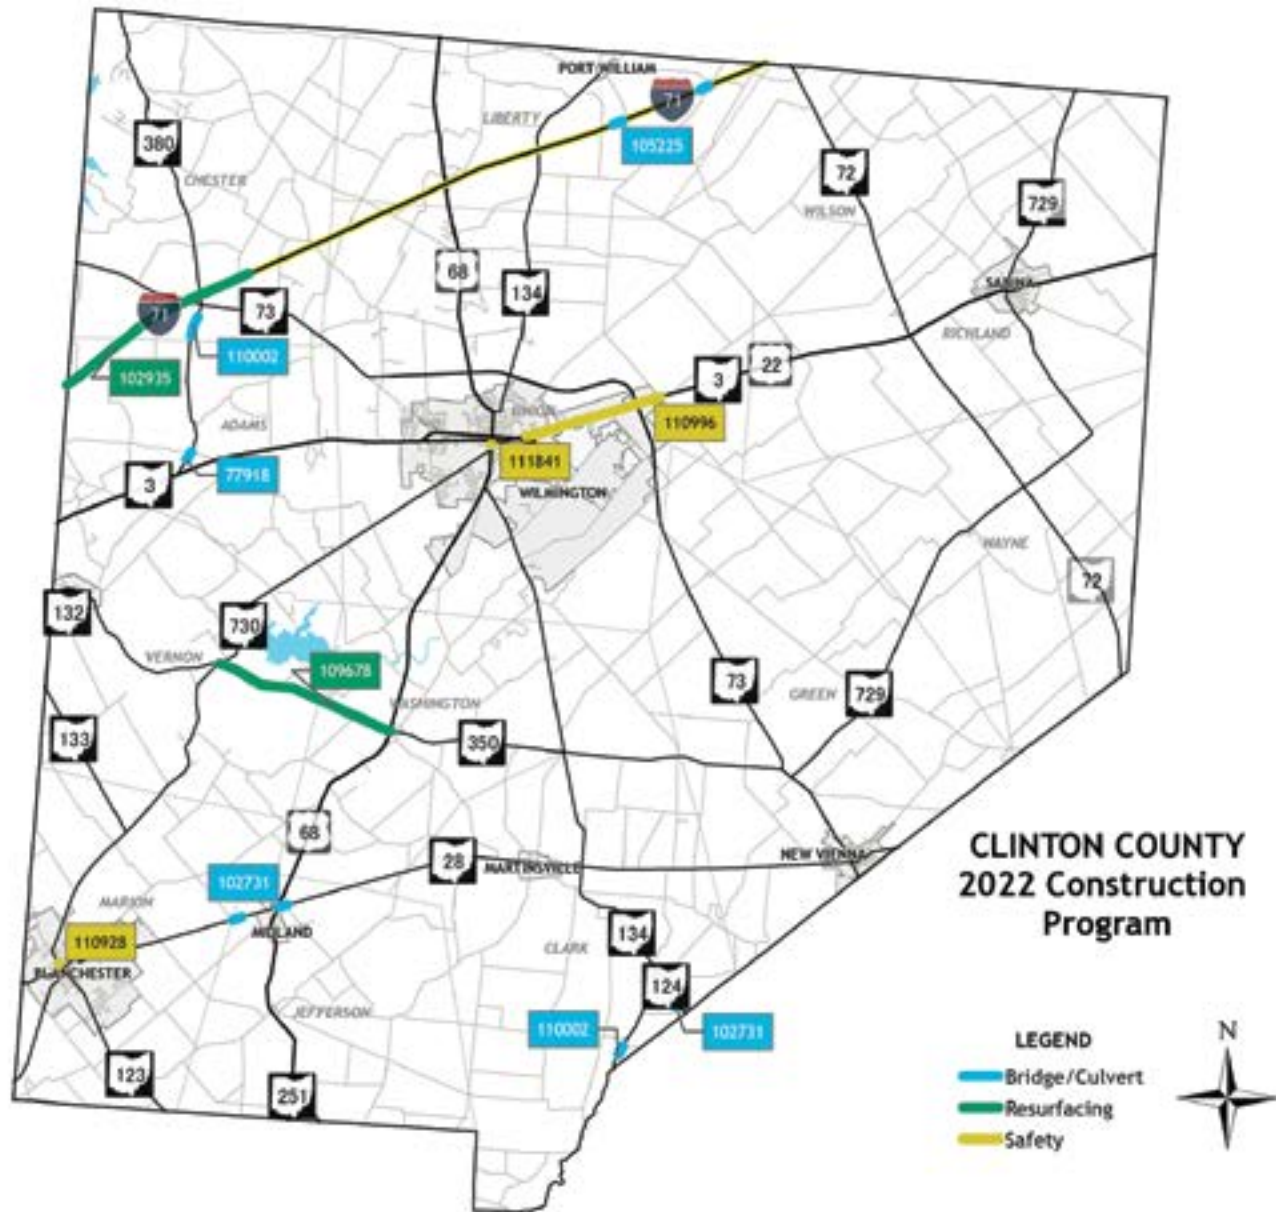 PORT WILLIAM
71
LIBERTY
105225
380
72
CHESTER
729
WILSON
68
134
SABINA
71
73
RICHLAND
110002
22
3
102935
UNION
ADAMS
110996
111841
3
77918
WILMINGTON
WAYNE
72
132
730
VERNON
109678
73
GREEN
729
WASHINGTON
133
350
68
CLINTON COUNTY
2022 Construction
Program
28
NEW VIENNA
MARTINSVILLE
102731
MARION
MIDLAND
134
110928
CLARK
BLANCHESTER
124
JEFFERSON
110002
102731
N
LEGEND
Bridge/Culvert
123
251
Resurfacing
Safety